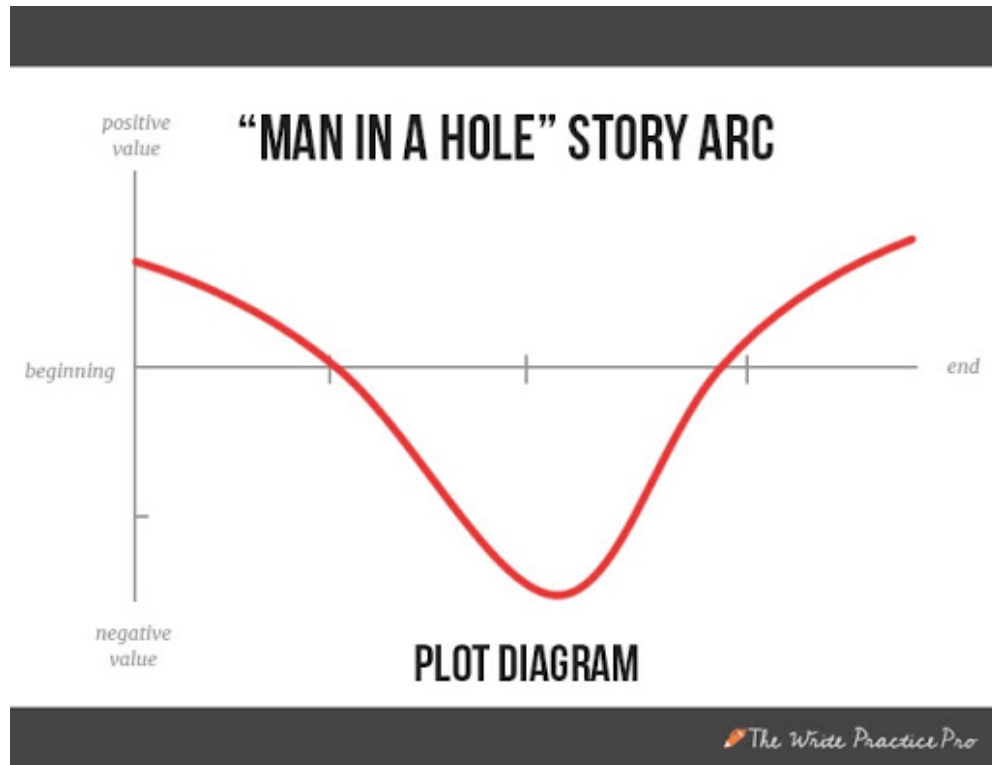 “MAN IN A HOLE” STORY ARC
positive
value
beginning
end
negative
value
PLOT DIAGRAM
The Write Practice Pro